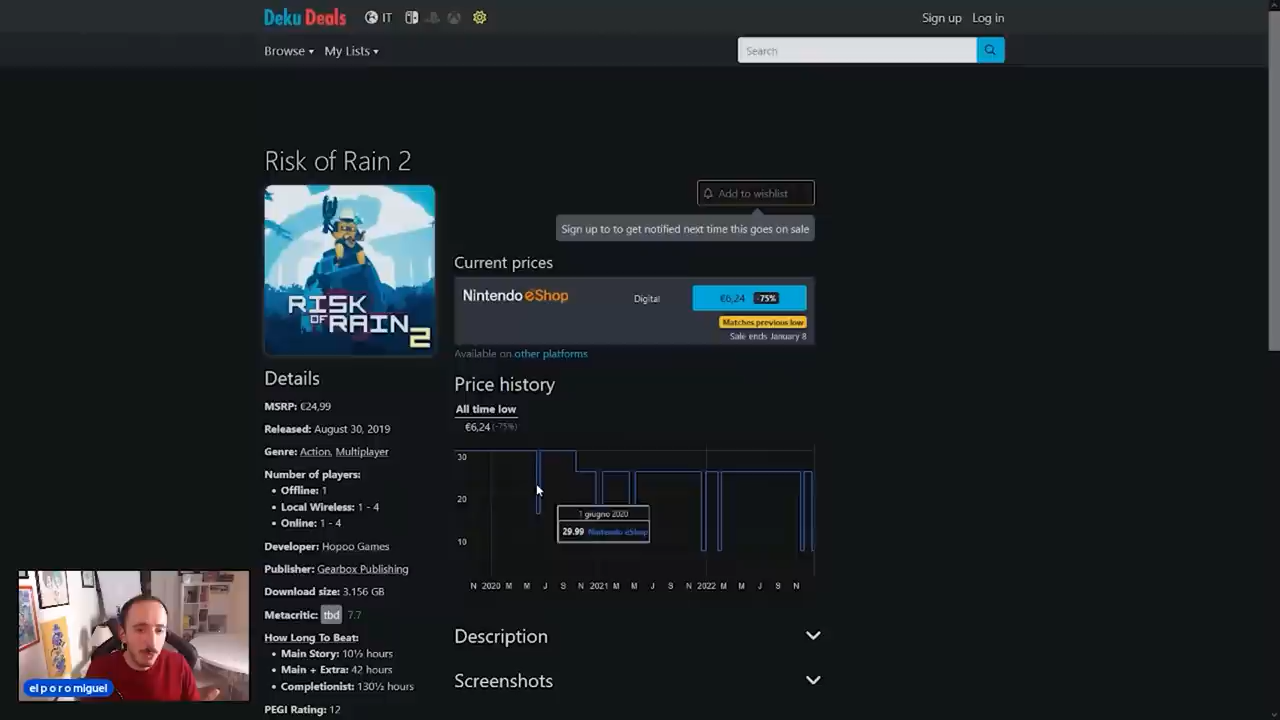 Deku Deals IT Sign up Log in
Browse My Lists Search
Risk of Rain 2
Add to wishlist
Sign up to to get notified next time this goes on sale
RISK
OF RAIN
2
Current prices
Nintendo eShop Digital €6,24 -75%
Matches previous low
Sale ends January 8
Available on other platforms
Details
MSRP: €24,99
Released: August 30, 2019
Genre: Action, Multiplayer
Number of players:
• Offline: 1
• Local Wireless: 1 - 4
• Online: 1 - 4
Developer: Hopoo Games
Publisher: Gearbox Publishing
Download size: 3.156 GB
Metacritic: tbd 7.7
How Long To Beat:
• Main Story: 10½ hours
• Main + Extra: 42 hours
• Completionist: 130½ hours
PEGI Rating: 12
Price history
All time low
€6,24 (-75%)
30
20
10
1 giugno 2020
29.99 Nintendo eShop
N 2020 M M J S N 2021 M M J S N 2022 M M J S N
Description
Screenshots
el p o r o miguel